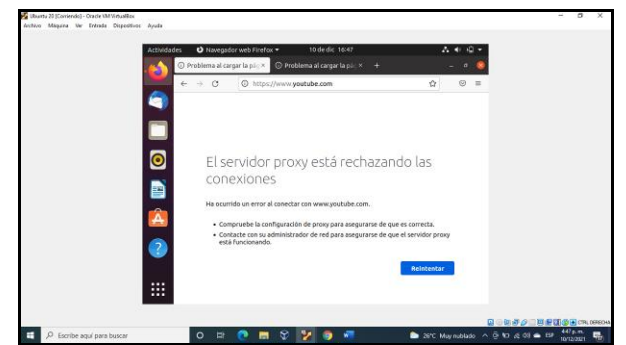 Ubuntu 20 [Corriendo] - Oracle VM VirtualBox
Archivo Máquina Ver Entrada Dispositivos Ayuda
Actividades Navegador web Firefox 10 de dic 16:47
Problema al cargar la pág Problema al cargar la pág
https://www.youtube.com
El servidor proxy está rechazando las
conexiones
Ha ocurrido un error al conectar con www.youtube.com.
Compruebe la configuración de proxy para asegurarse de que es correcta.
Contacte con su administrador de red para asegurarse de que el servidor proxy
está funcionando.
Reintentar
CTRL DERECHA
Escribe aquí para buscar
26°C Muy nublado
ESP
4:47 p. m.
10/12/2021